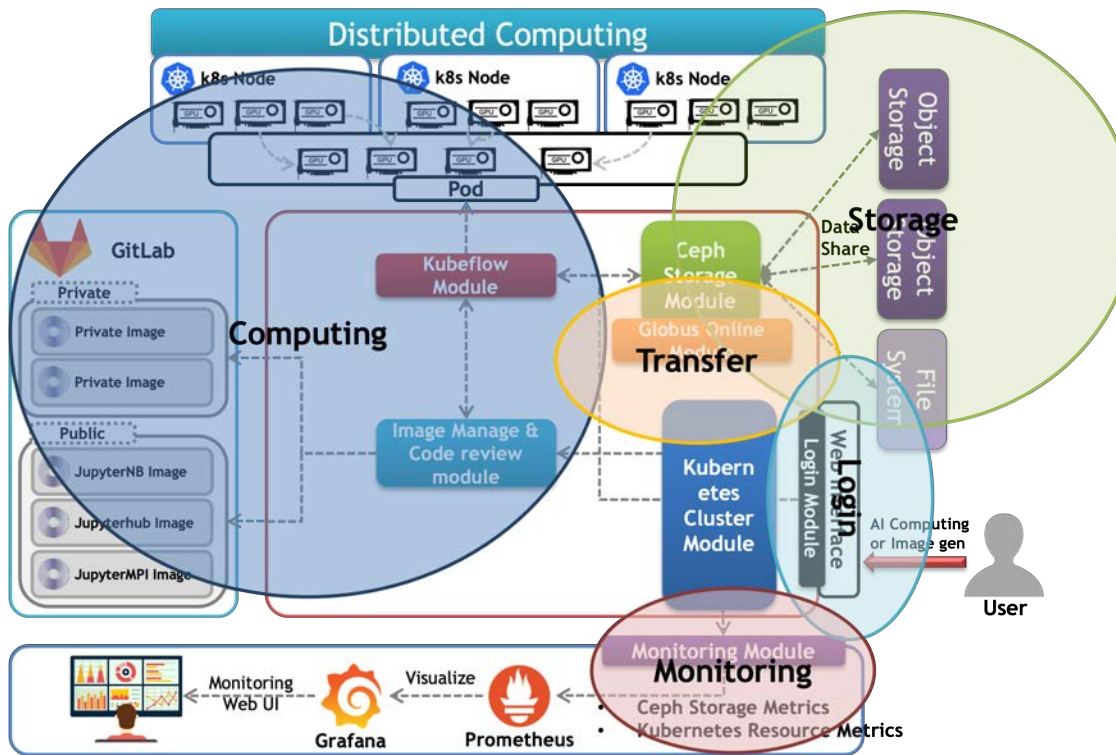 Distributed Computing
k8s Node
k8s Node
k8s Node
GPU
GPU
GPU
GPU
GPU
GPU
GPU
GPU
GPU
GPU
GPU
GPU
GPU
Pod
GitLab
Private
Private Image
Private Image
Public
JupyterNB Image
Jupyterhub Image
JupyterMPI Image
Computing
Kubeflow
Module
Image Manage &
Code review
module
Ceph
Storage
Module
Globus Online
Module
Transfer
Kubern
etes
Cluster
Module
Object
Storage
Object
Storage
File
System
Storage
Data
Share
Web Interface
Login Module
Login
AI Computing
or Image gen
User
Monitoring Module
Monitoring
• Ceph Storage Metrics
• Kubernetes Resource Metrics
Prometheus
Visualize
Grafana
Monitoring
Web UI